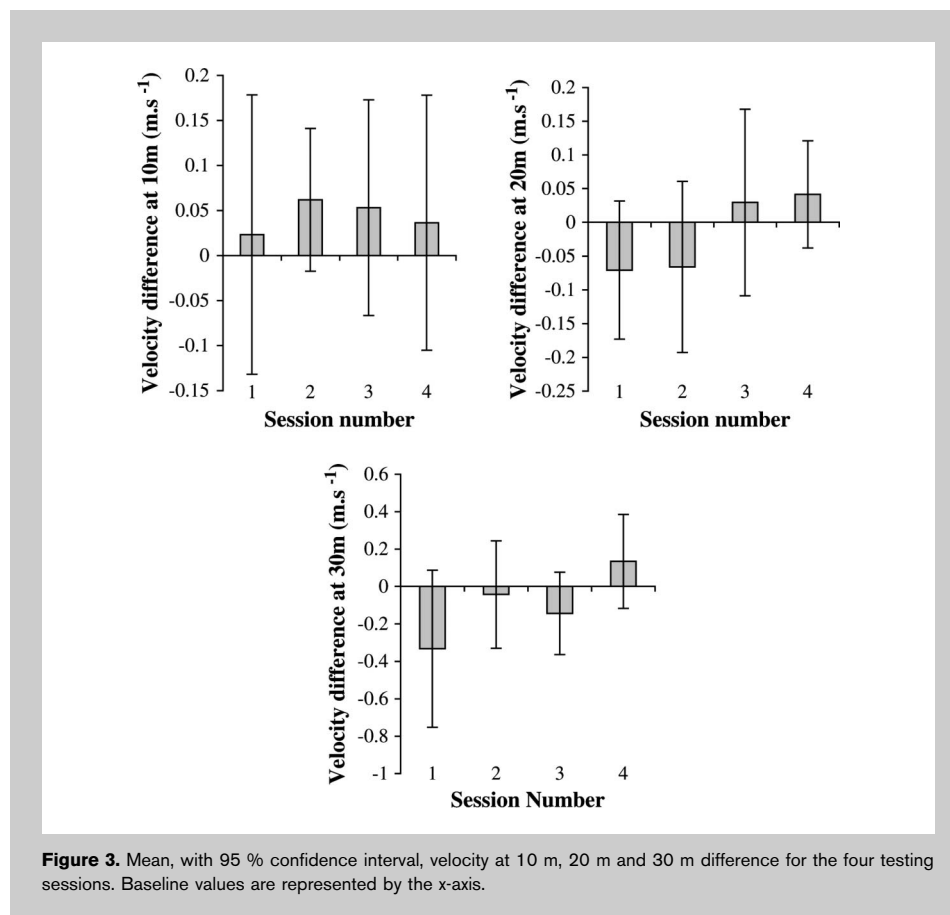 Velocity difference at 10m (m.s -1)
0.2
0.15
0.1
0.05
0
-0.05
-0.1
-0.15
1 2 3 4
Session number
Velocity difference at 20m (m.s -1)
0.2
0.15
0.1
0.05
0
-0.05
-0.1
-0.15
-0.2
-0.25
1 2 3 4
Session number
Velocity difference at 30m (m.s -1)
0.6
0.4
0.2
0
-0.2
-0.4
-0.6
-0.8
-1
1 2 3 4
Session Number
Figure 3. Mean, with 95 % confidence interval, velocity at 10 m, 20 m and 30 m difference for the four testing
sessions. Baseline values are represented by the x-axis.